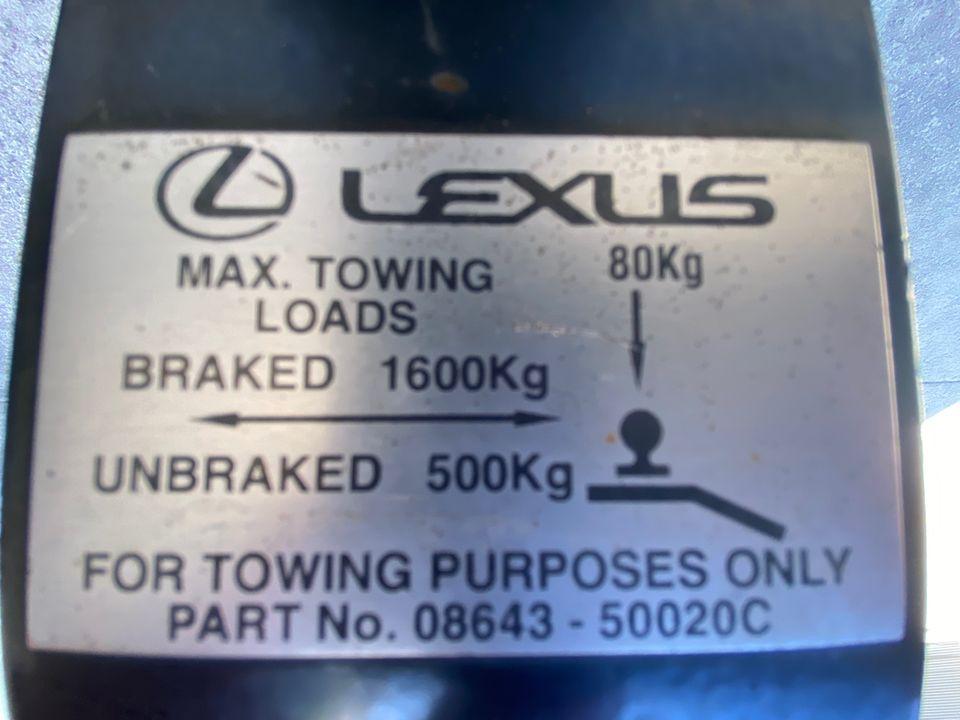 LEXUS
MAX. TOWING
LOADS
80Kg
BRAKED 1600Kg
UNBRAKED 500Kg
FOR TOWING PURPOSES ONLY
PART No. 08643 - 50020C